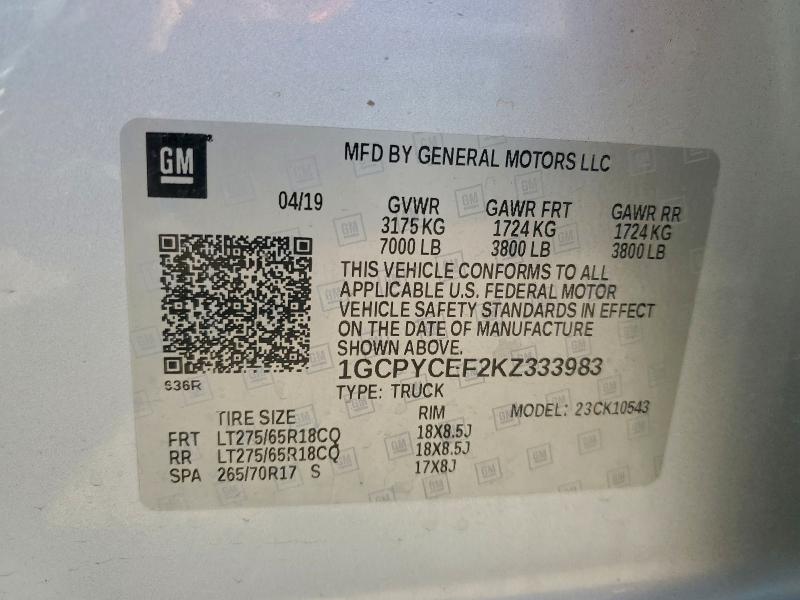 GM
MFD BY GENERAL MOTORS LLC
04/19 GVWR GAWR FRT GAWR RR
3175 KG 1724 KG 1724 KG
7000 LB 3800 LB 3800 LB
THIS VEHICLE CONFORMS TO ALL
APPLICABLE U.S. FEDERAL MOTOR
VEHICLE SAFETY STANDARDS IN EFFECT
ON THE DATE OF MANUFACTURE
SHOWN ABOVE.
636R
1GCPYCEF2KZ333983
TYPE: TRUCK
MODEL: 23CK10543
TIRE SIZE RIM
FRT LT275/65R18CQ 18X8.5J
RR LT275/65R18CQ 18X8.5J
SPA 265/70R17 S 17X8J